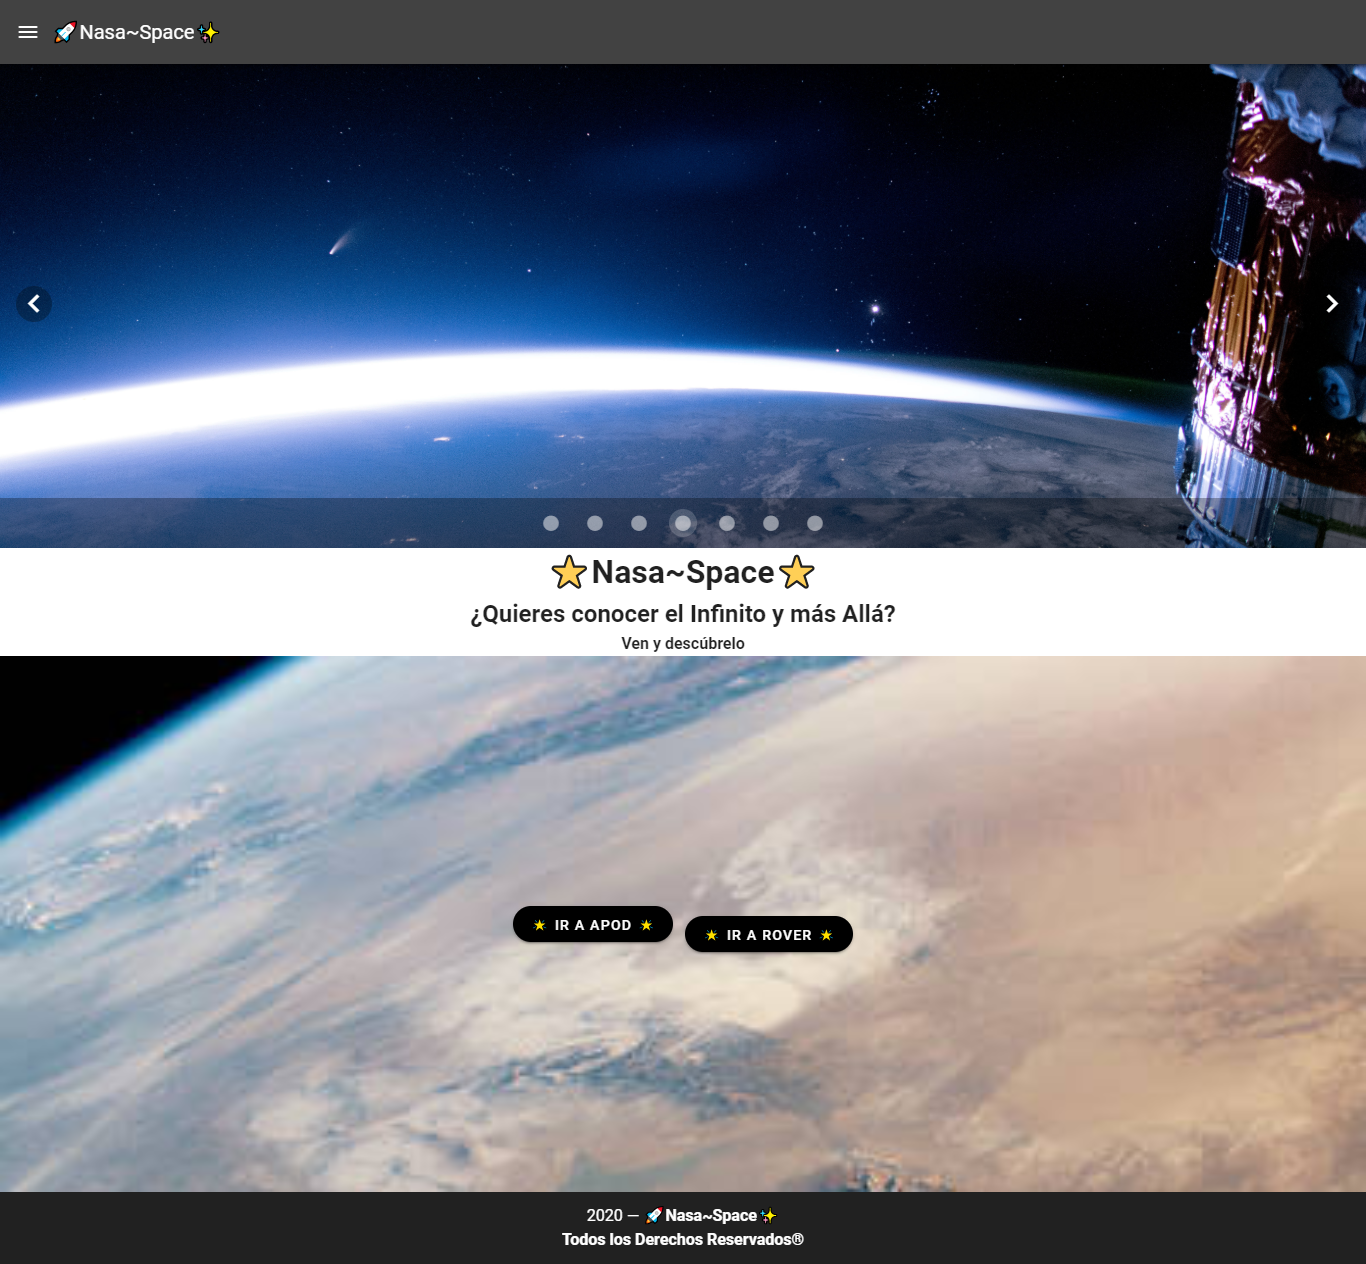 🚀Nasa~Space✨
⭐Nasa~Space⭐
¿Quieres conocer el Infinito y más Allá?
Ven y descúbrelo
IR A APOD
IR A ROVER
2020 — 🚀Nasa~Space✨
Todos los Derechos Reservados®